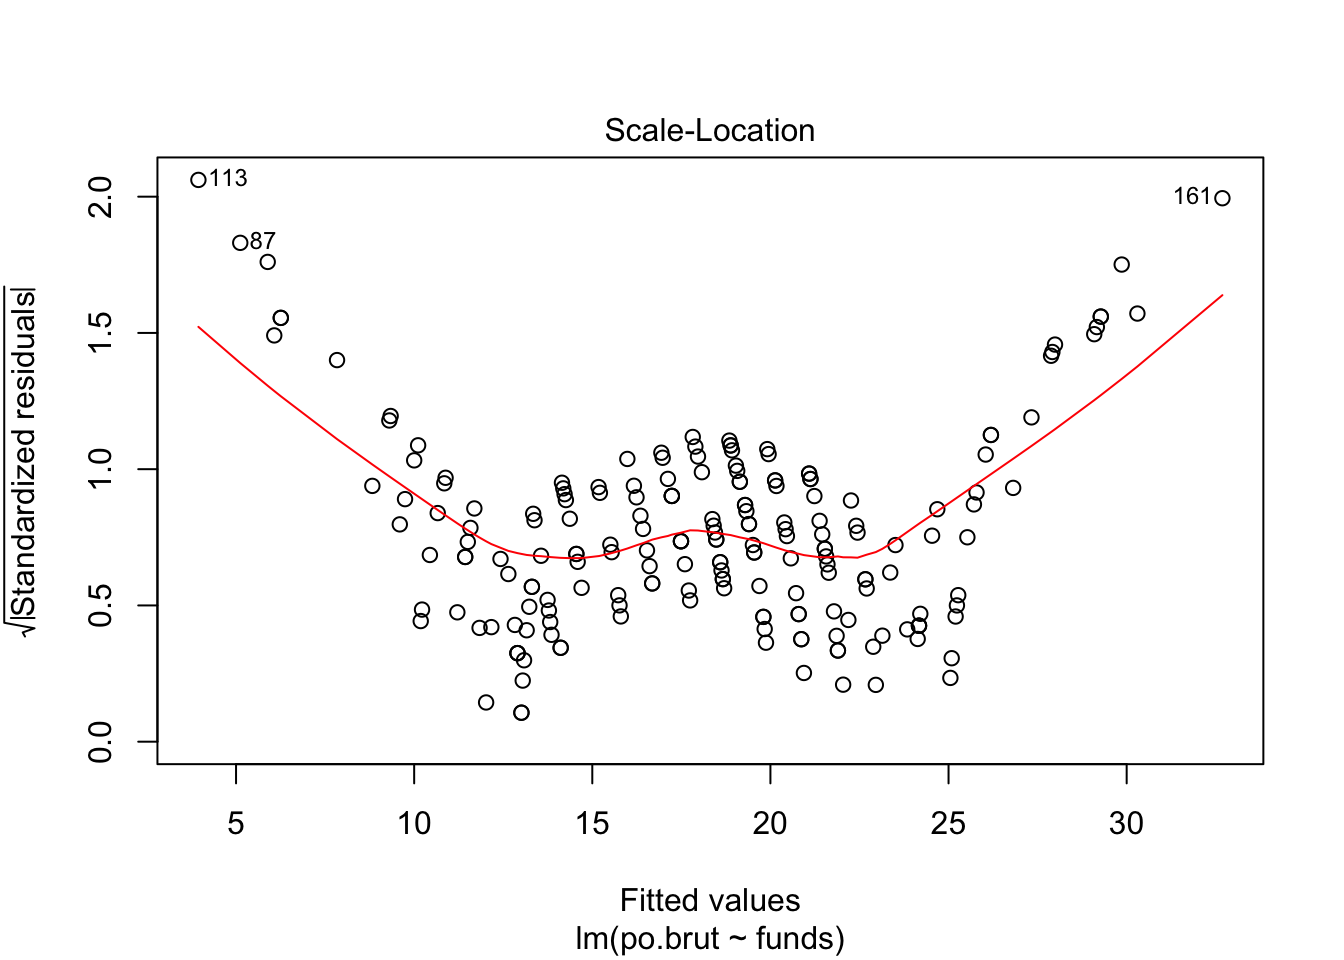 Scale-Location
√|Standardized residuals|
2.0
1.5
1.0
0.5
0.0
113
87
161
5 10 15 20 25 30
Fitted values
lm(po.brut ~ funds)